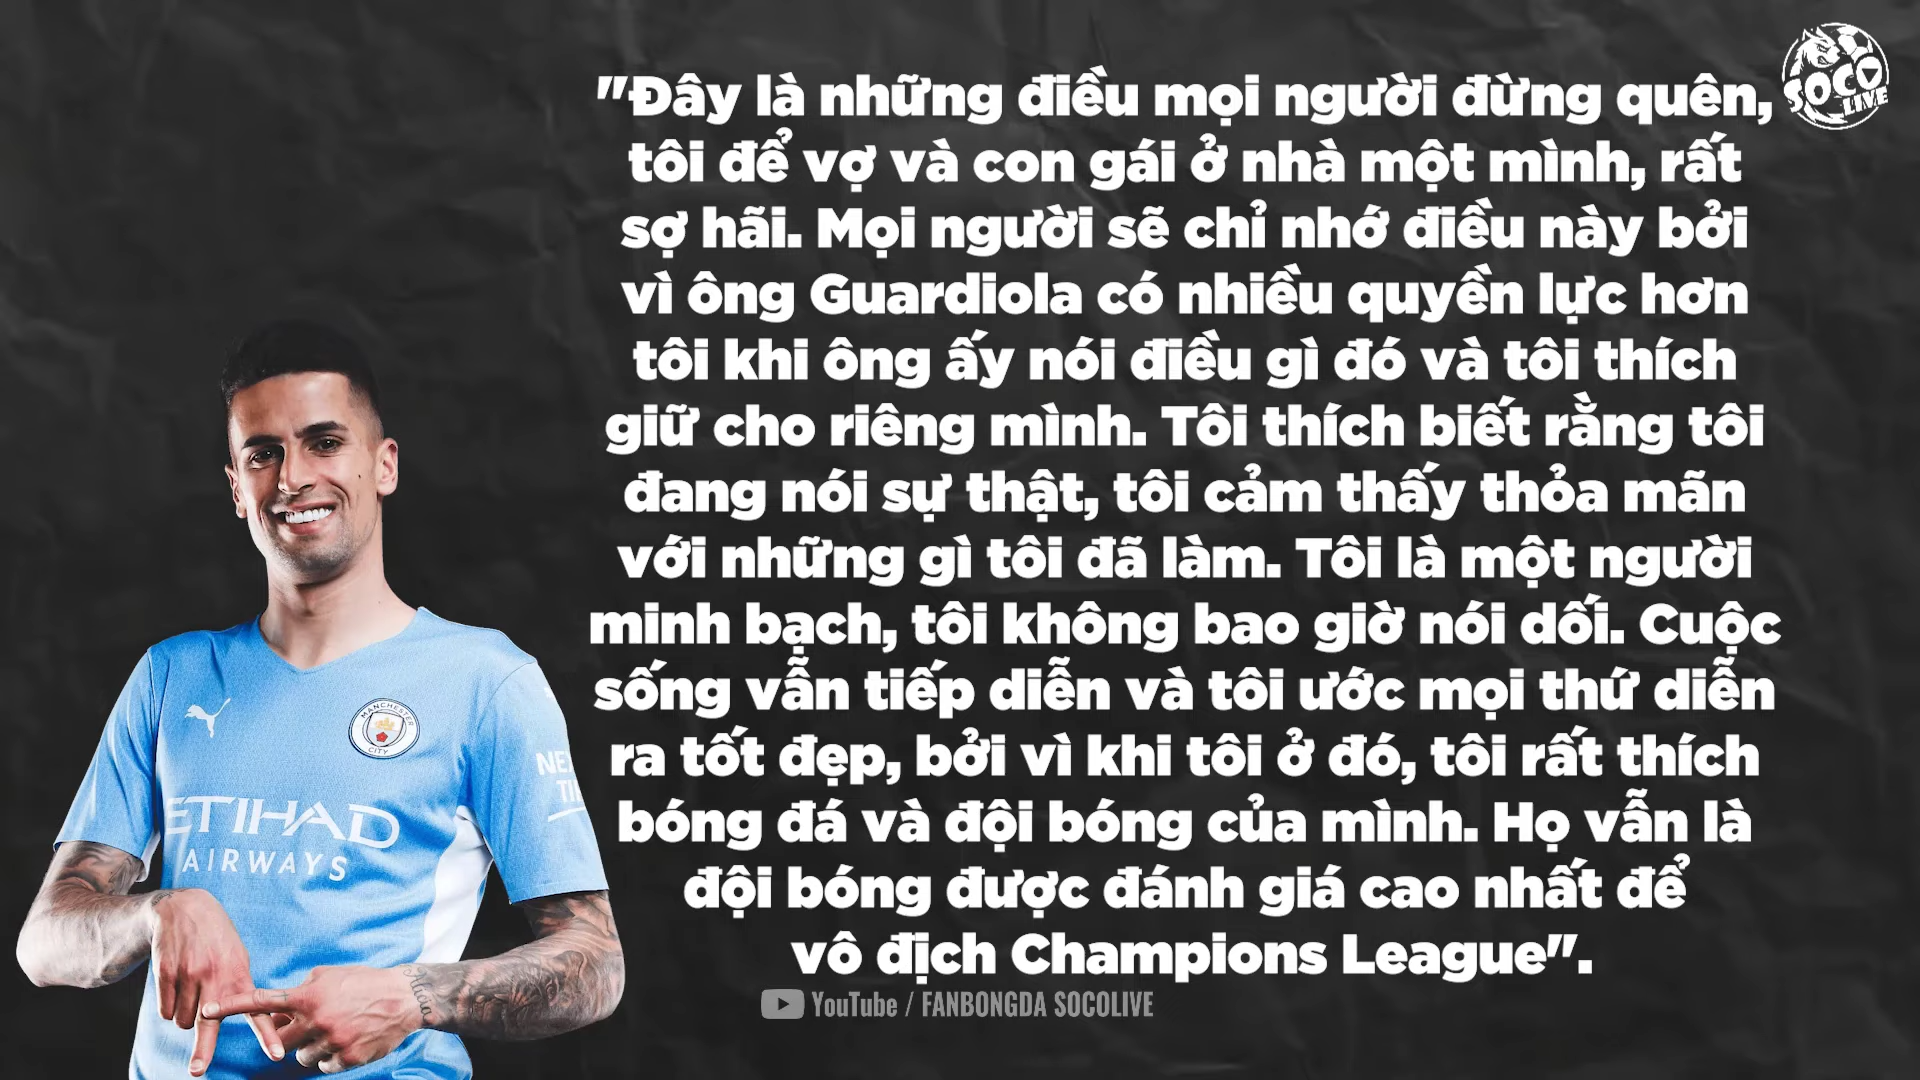 "Đây là những điều mọi người đừng quên,
tôi để vợ và con gái ở nhà một mình, rất
sợ hãi. Mọi người sẽ chỉ nhớ điều này bởi
vì ông Guardiola có nhiều quyền lực hơn
tôi khi ông ấy nói điều gì đó và tôi thích
giữ cho riêng mình. Tôi thích biết rằng tôi
đang nói sự thật, tôi cảm thấy thỏa mãn
với những gì tôi đã làm. Tôi là một người
minh bạch, tôi không bao giờ nói dối. Cuộc
sống vẫn tiếp diễn và tôi ước mọi thứ diễn
ra tốt đẹp, bởi vì khi tôi ở đó, tôi rất thích
bóng đá và đội bóng của mình. Họ vẫn là
đội bóng được đánh giá cao nhất để
vô địch Champions League".
YouTube / FANBONGDA SOCOLIVE
SOCO
LIVE
MANCHESTER
CITY
ETIHAD
AIRWAYS